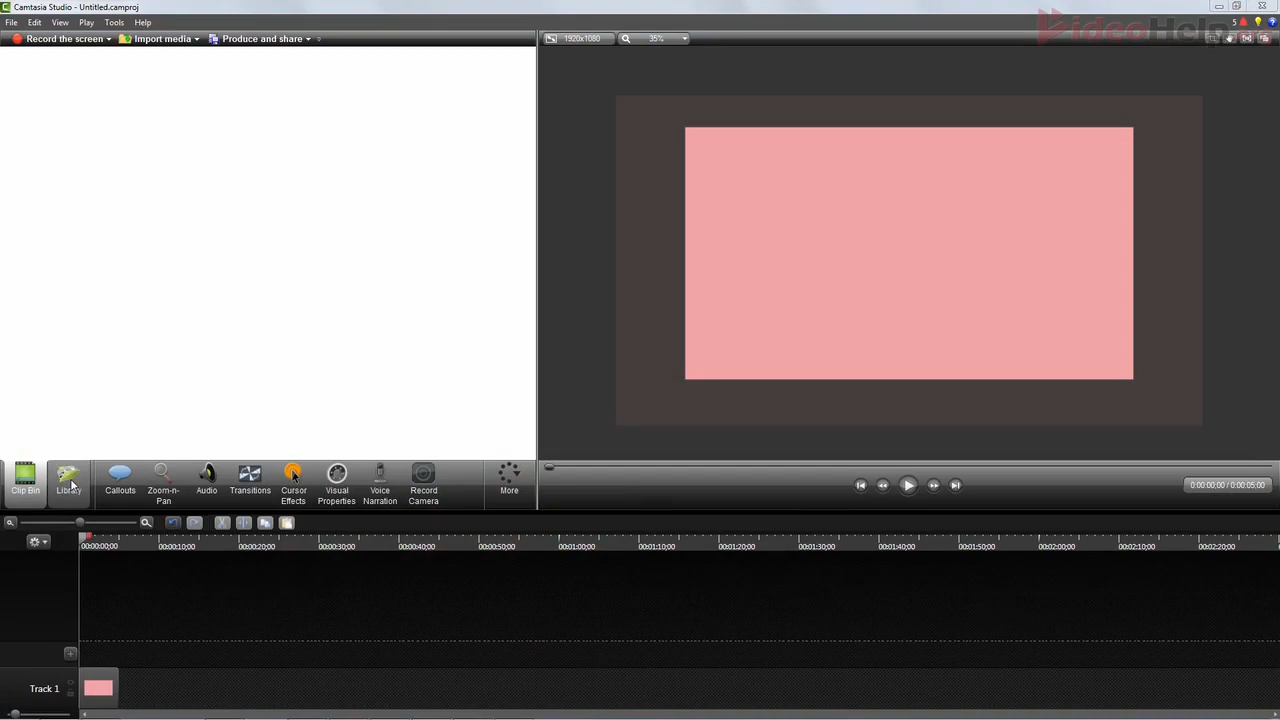 Camtasia Studio - Untitled.camproj
File Edit View Play Tools Help
5
Record the screen Import media Produce and share
1920x1080 35%
VideoHelp
Clip Bin Library Callouts Zoom-n-Pan Audio Transitions Cursor Effects Visual Properties Voice Narration Record Camera More
0:00:00;00 / 0:00:05:00
00:00:00;00 00:00:10;00 00:00:20;00 00:00:30;00 00:00:40;00 00:00:50;00 00:01:00;00 00:01:10;00 00:01:20;00 00:01:30;00 00:01:40;00 00:01:50;00 00:02:00;00 00:02:10;00 00:02:20;00
Track 1